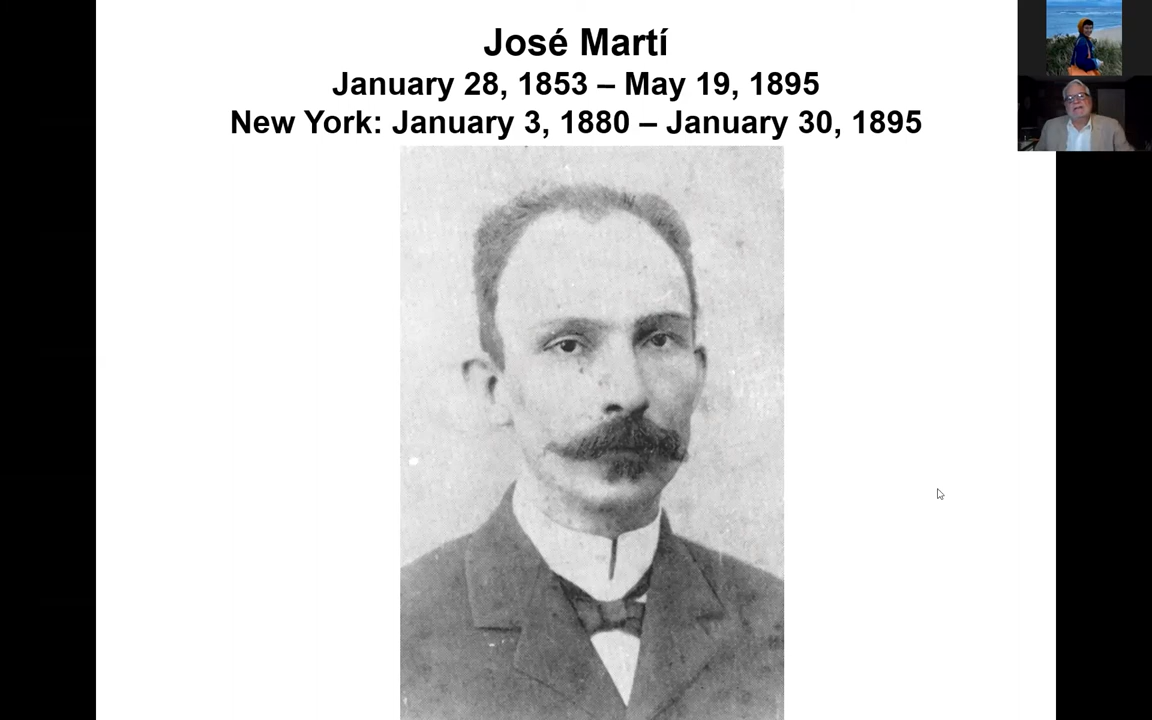 José Martí
January 28, 1853 – May 19, 1895
New York: January 3, 1880 – January 30, 1895